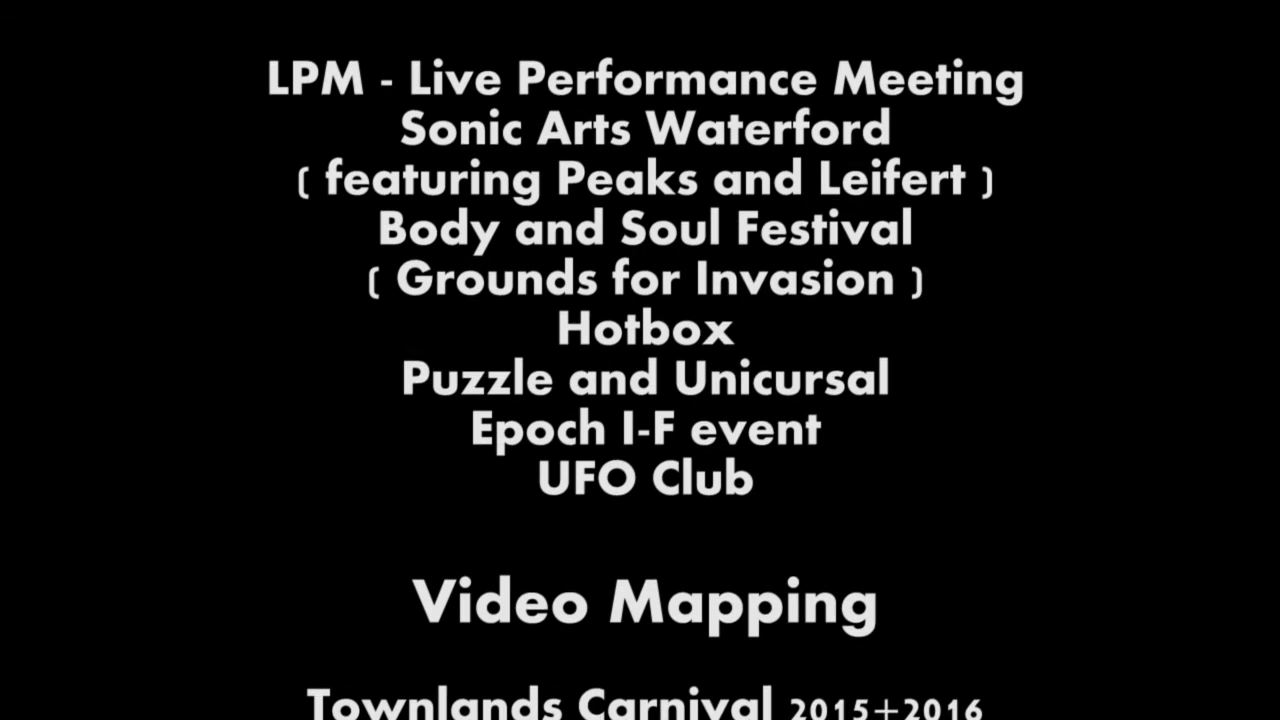 LPM - Live Performance Meeting
Sonic Arts Waterford
( featuring Peaks and Leifert )
Body and Soul Festival
( Grounds for Invasion )
Hotbox
Puzzle and Unicursal
Epoch I-F event
UFO Club
Video Mapping
Townlands Carnival 2015+2016